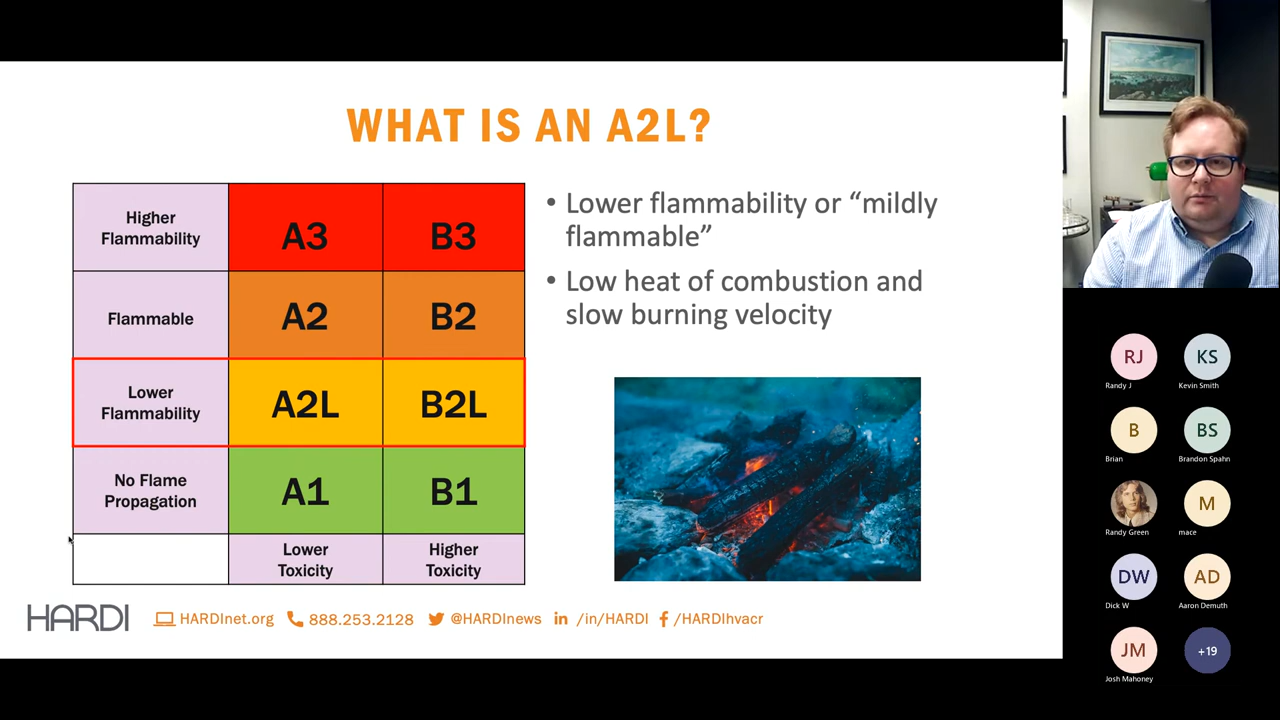 WHAT IS AN A2L?
Higher
Flammability
A3
B3
Flammable
A2
B2
Lower
Flammability
A2L
B2L
No Flame
Propagation
A1
B1
Lower
Toxicity
Higher
Toxicity
• Lower flammability or “mildly
flammable”
• Low heat of combustion and
slow burning velocity
HARDI
HARDInet.org
888.253.2128
@HARDInews
in /in/HARDI
f /HARDIhvacr
RJ
Randy J
KS
Kevin Smith
B
Brian
BS
Brandon Spahn
Randy Green
M
mace
DW
Dick W
AD
Aaron Demuth
JM
Josh Mahoney
+19